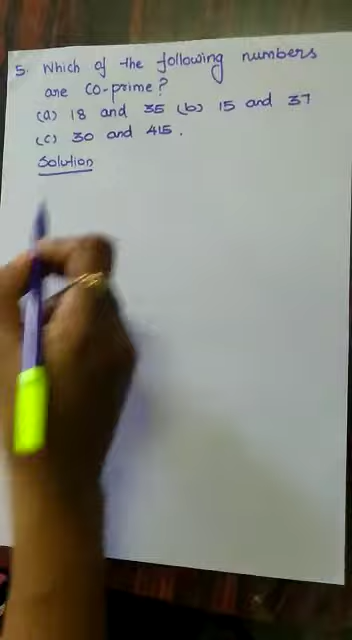 5. Which of the following numbers
are co-prime?
(a) 18 and 35 (b) 15 and 37
(c) 30 and 415.
Solution